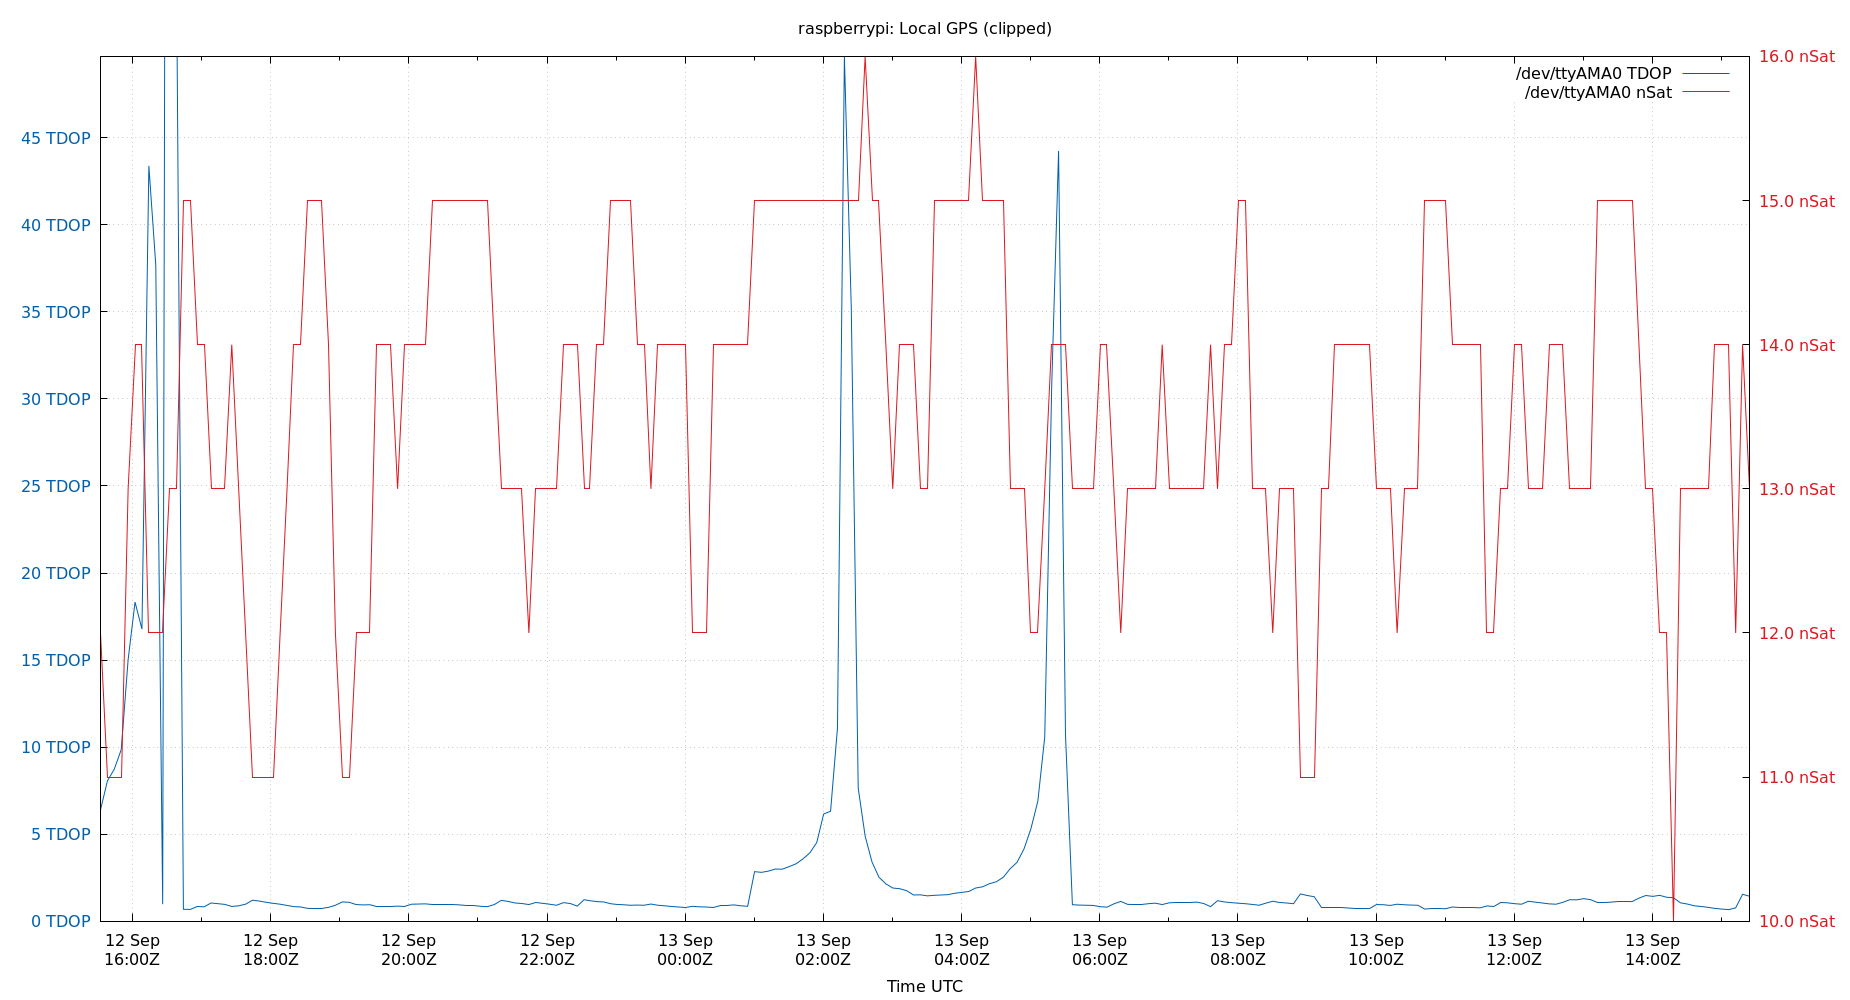 raspberrypi: Local GPS (clipped)
/dev/ttyAMA0 TDOP
/dev/ttyAMA0 nSat
45 TDOP
40 TDOP
35 TDOP
30 TDOP
25 TDOP
20 TDOP
15 TDOP
10 TDOP
5 TDOP
0 TDOP
16.0 nSat
15.0 nSat
14.0 nSat
13.0 nSat
12.0 nSat
11.0 nSat
10.0 nSat
12 Sep
16:00Z
12 Sep
18:00Z
12 Sep
20:00Z
12 Sep
22:00Z
13 Sep
00:00Z
13 Sep
02:00Z
13 Sep
04:00Z
13 Sep
06:00Z
13 Sep
08:00Z
13 Sep
10:00Z
13 Sep
12:00Z
13 Sep
14:00Z
Time UTC